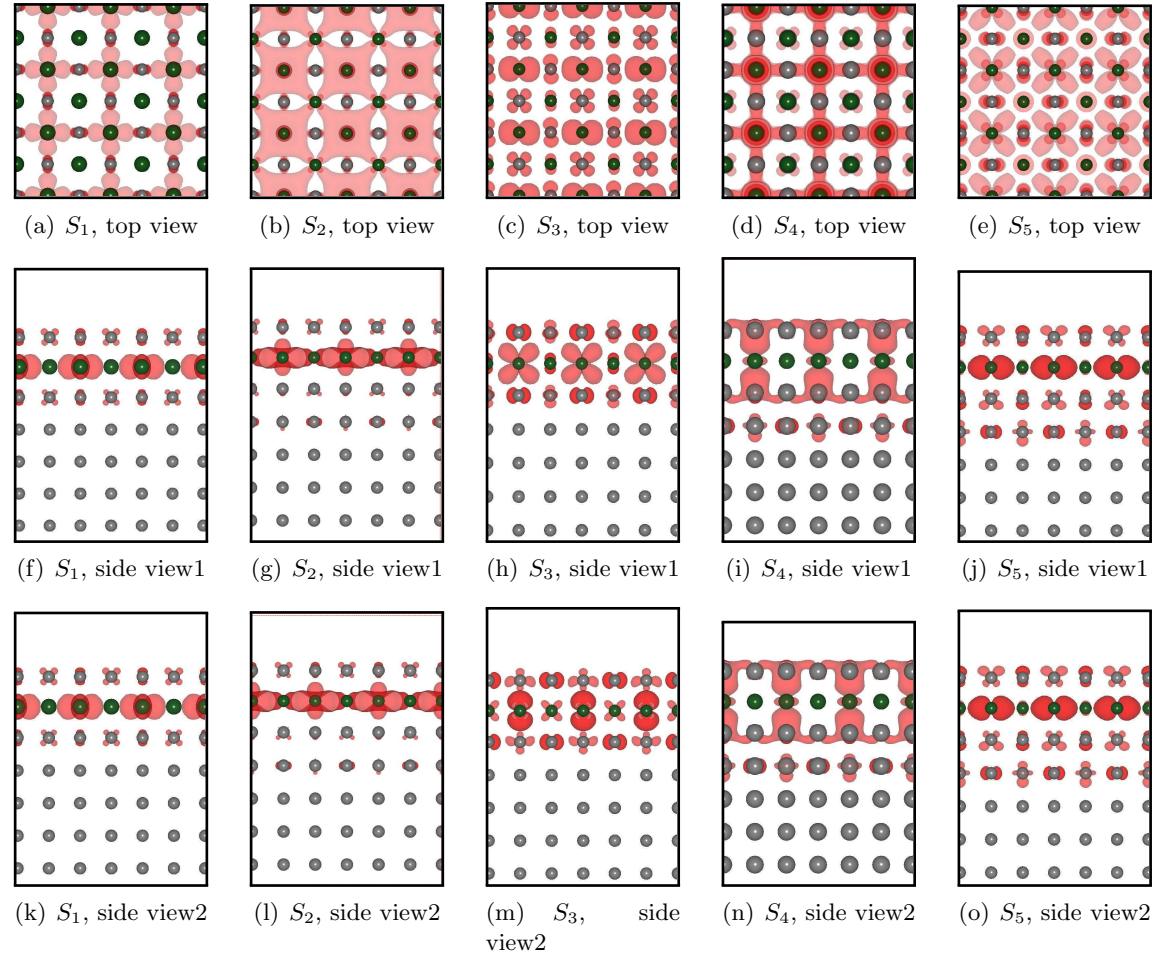 (a) S1, top view
(b) S2, top view
(c) S3, top view
(d) S4, top view
(e) S5, top view
(f) S1, side view1
(g) S2, side view1
(h) S3, side view1
(i) S4, side view1
(j) S5, side view1
(k) S1, side view2
(l) S2, side view2
(m) S3, side
view2
(n) S4, side view2
(o) S5, side view2